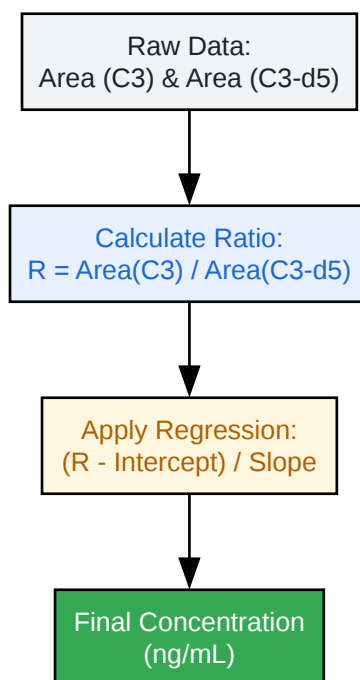 Raw Data:
Area (C3) & Area (C3-d5)
Calculate Ratio:
R = Area(C3) / Area(C3-d5)
Apply Regression:
(R - Intercept) / Slope
Final Concentration
(ng/mL)